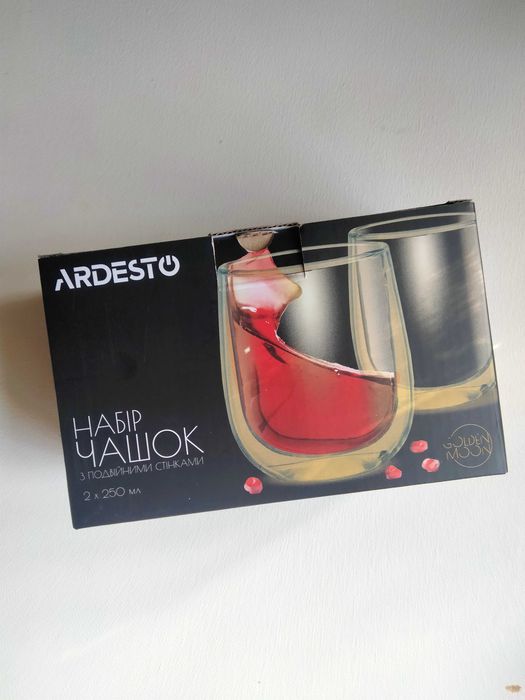 ARDESTO
НАБІР
ЧАШОК
З ПОДВІЙНИМИ СТІНКАМИ
2 x 250 мл
GOLDEN
MOON